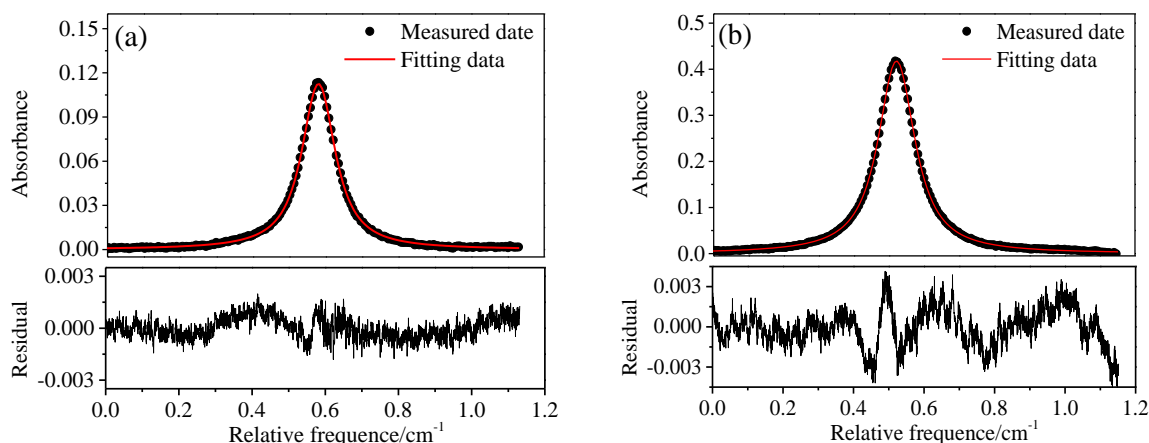 (a)
Measured date
Fitting data
0.15
0.12
0.09
0.06
0.03
0.00
Absorbance
0.003
0.000
-0.003
Residual
0.0 0.2 0.4 0.6 0.8 1.0 1.2
Relative frequence/cm-1
(b)
Measured date
Fitting data
0.5
0.4
0.3
0.2
0.1
0.0
Absorbance
0.003
0.000
-0.003
Residual
0.0 0.2 0.4 0.6 0.8 1.0 1.2
Relative frequence/cm-1